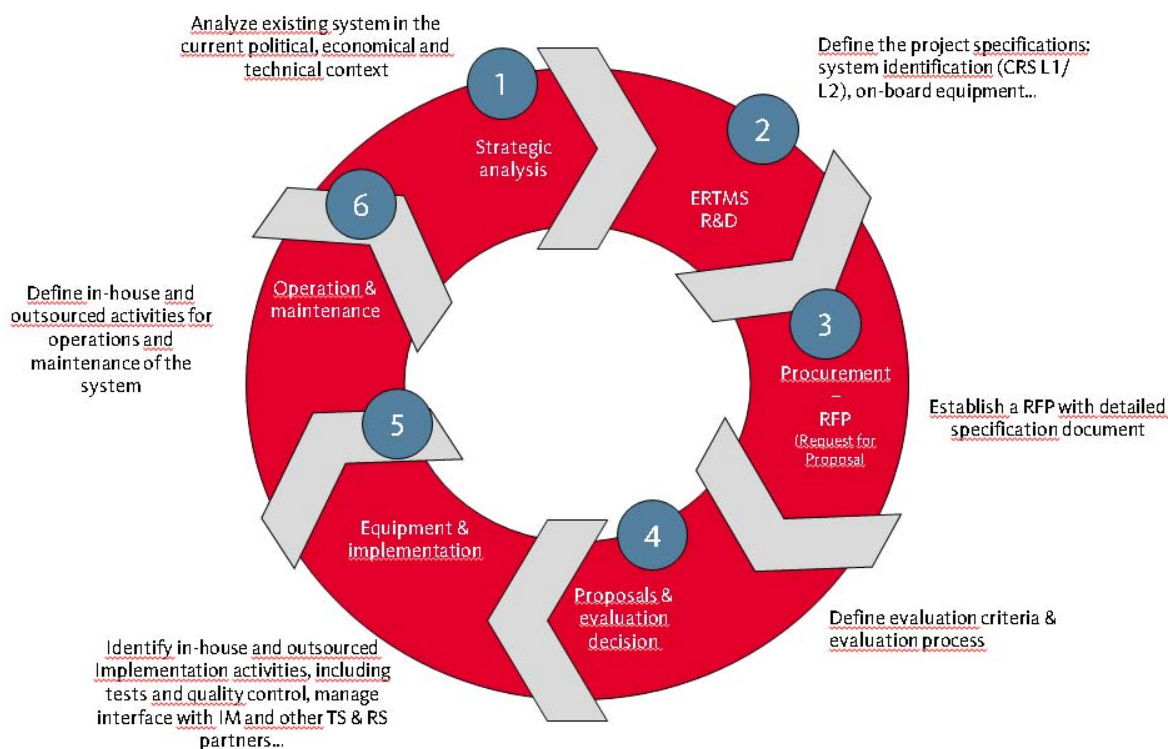 Analyze existing system in the
current political, economical and
technical context
1
Strategic
analysis
Define the project specifications:
system identification (CRS L1/
L2), on-board equipment...
2
ERTMS
R&D
3
Procurement
–
RFP
(Request for
Proposal
Establish a RFP with detailed
specification document
4
Proposals &
evaluation
decision
Define evaluation criteria &
evaluation process
5
Equipment &
implementation
Identify in-house and outsourced
Implementation activities, including
tests and quality control, manage
interface with IM and other TS & RS
partners...
6
Operation &
maintenance
Define in-house and
outsourced activities for
operations and
maintenance of the
system